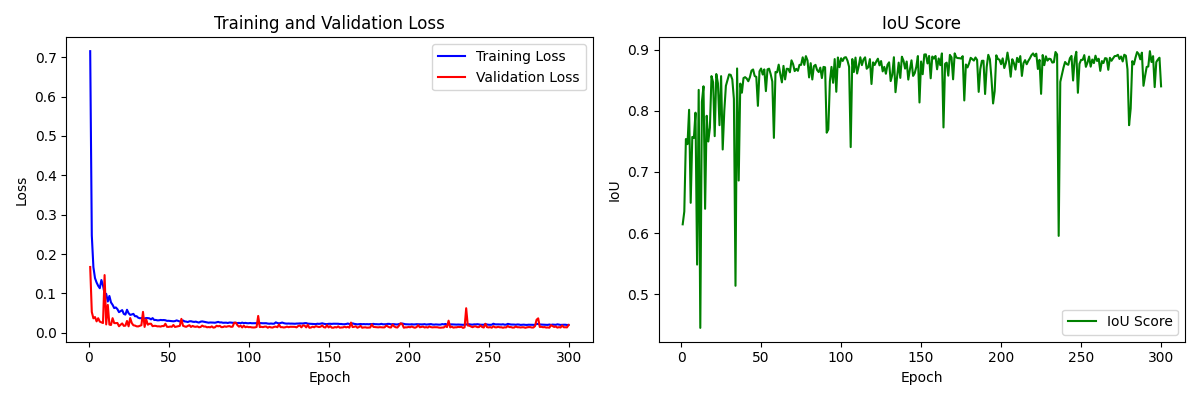 Training and Validation Loss
0.7
0.6
0.5
0.4
0.3
0.2
0.1
0.0
Loss
Training Loss
Validation Loss
0 50 100 150 200 250 300
Epoch
IoU Score
0.9
0.8
0.7
0.6
0.5
IoU
IoU Score
0 50 100 150 200 250 300
Epoch